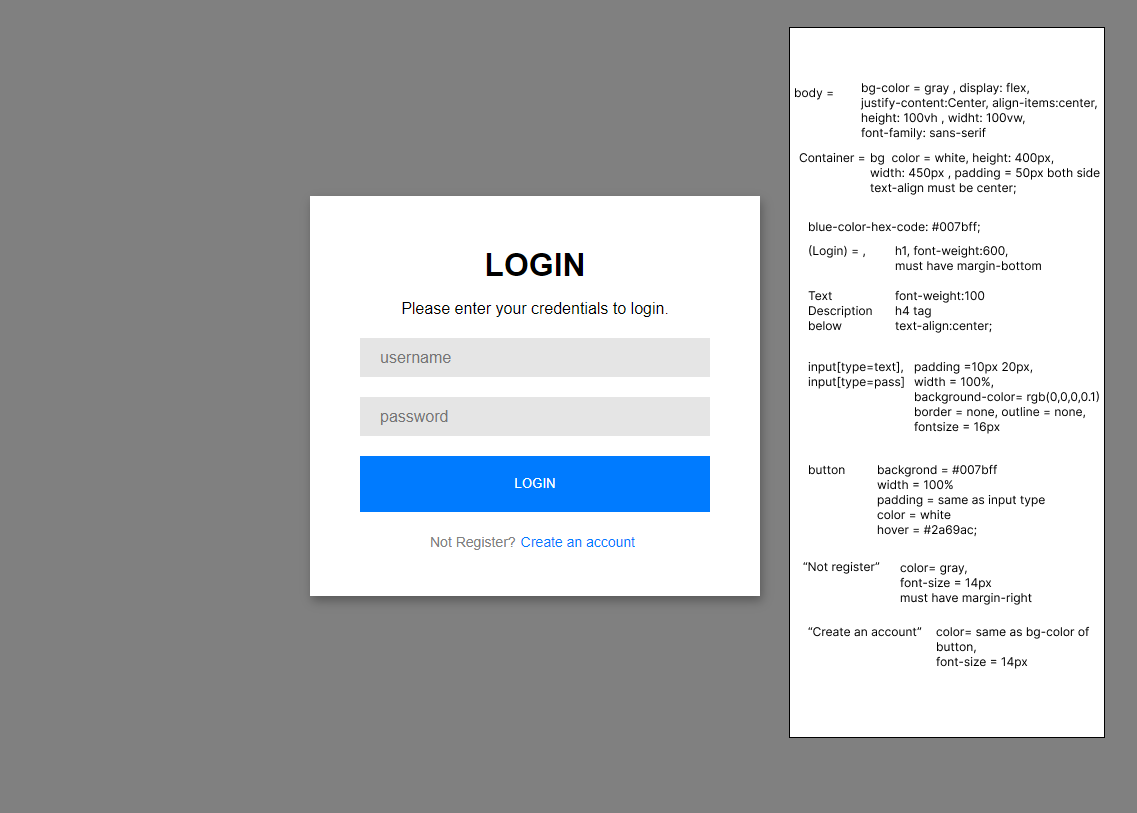 LOGIN
Please enter your credentials to login.
username
password
LOGIN
Not Register? Create an account
body = bg-color = gray , display: flex,
justify-content:Center, align-items:center,
height: 100vh , widht: 100vw,
font-family: sans-serif
Container = bg  color = white, height: 400px,
width: 450px , padding = 50px both side
text-align must be center;
blue-color-hex-code: #007bff;
(Login) = , h1, font-weight:600,
must have margin-bottom
Text font-weight:100
Description h4 tag
below text-align:center;
input[type=text], padding =10px 20px,
input[type=pass] width = 100%,
background-color= rgb(0,0,0,0.1)
border = none, outline = none,
fontsize = 16px
button backgrond = #007bff
width = 100%
padding = same as input type
color = white
hover = #2a69ac;
“Not register” color= gray,
font-size = 14px
must have margin-right
“Create an account” color= same as bg-color of
button,
font-size = 14px